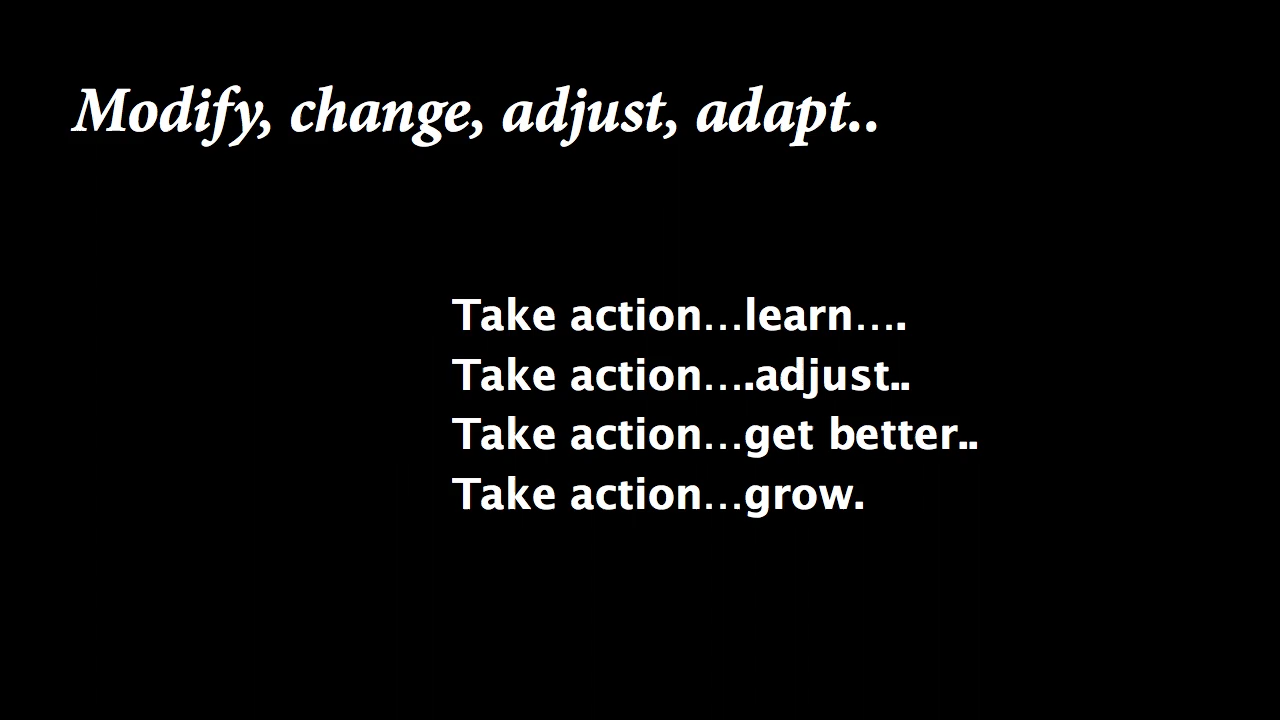 Modify, change, adjust, adapt..
Take action…learn….
Take action….adjust..
Take action…get better..
Take action…grow.